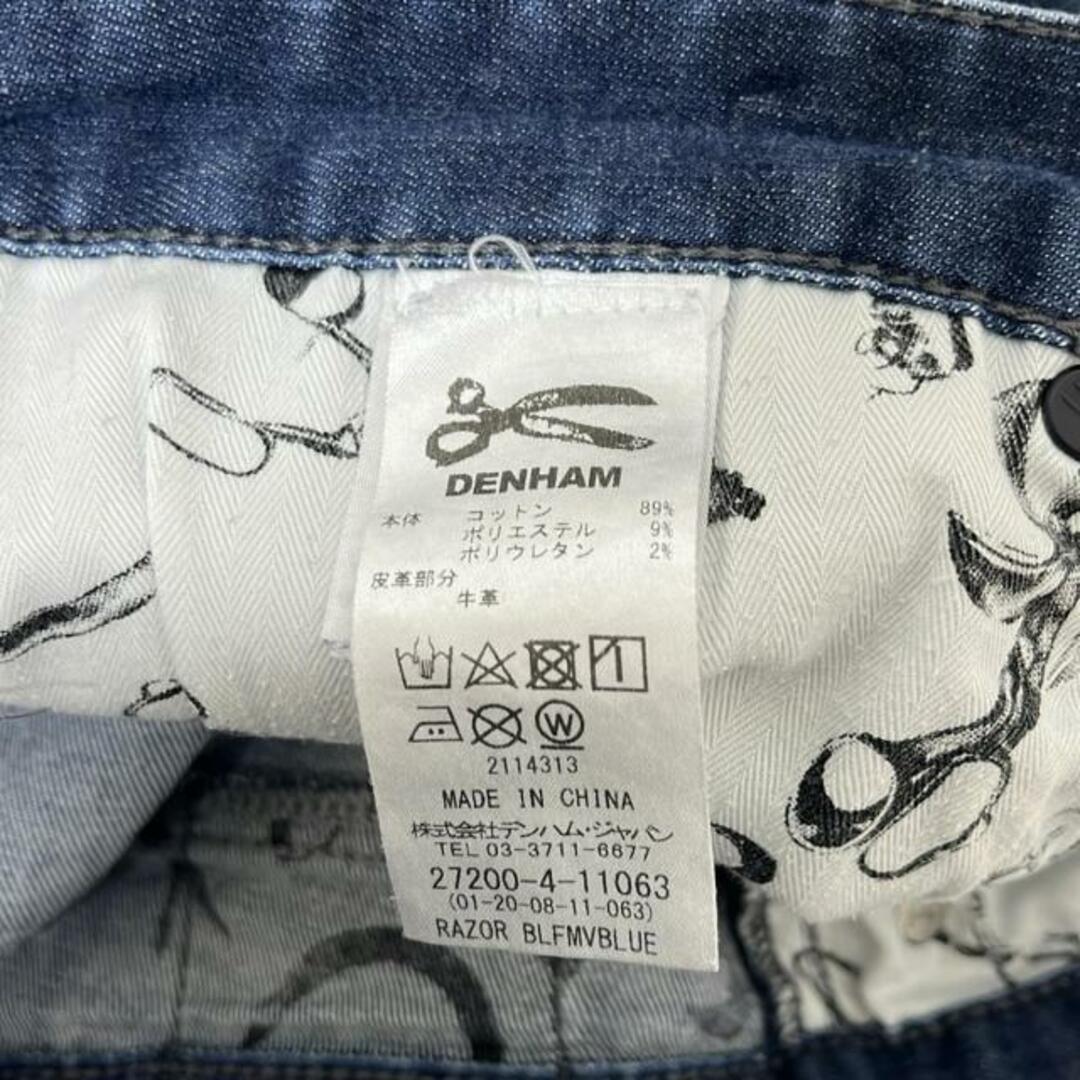 DENHAM
本体 コットン 89%
ポリエステル 9%
ポリウレタン 2%
皮革部分
牛革
W
2114313
MADE IN CHINA
株式会社デンハム・ジャパン
TEL 03-3711-6677
27200-4-11063
(01-20-08-11-063)
RAZOR BLFMVBLUE